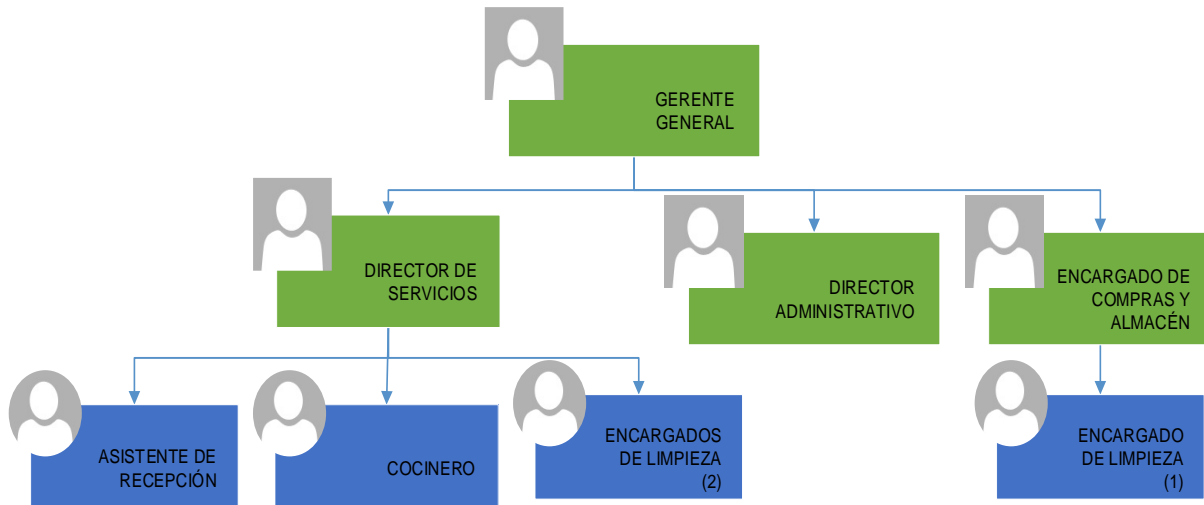 GERENTE
GENERAL
DIRECTOR DE
SERVICIOS
DIRECTOR
ADMINISTRATIVO
ENCARGADO DE
COMPRAS Y
ALMACÉN
ASISTENTE DE
RECEPCIÓN
COCINERO
ENCARGADOS
DE LIMPIEZA
(2)
ENCARGADO
DE LIMPIEZA
(1)